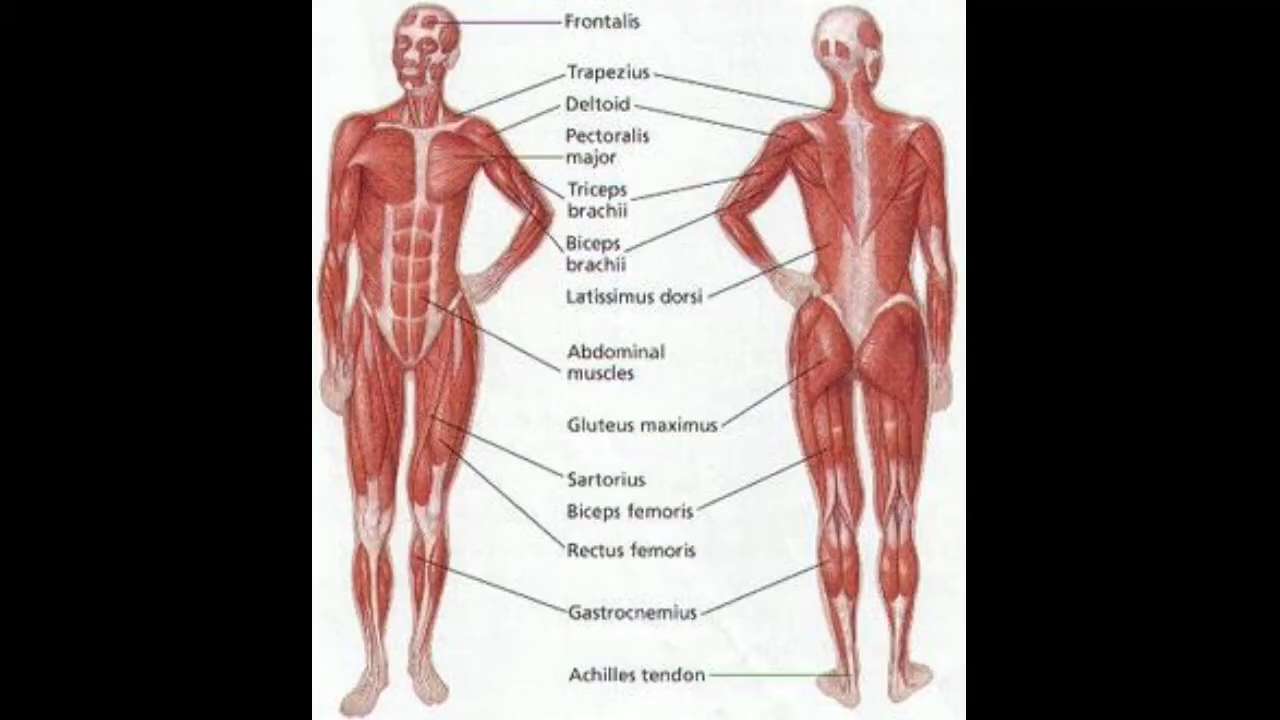 Frontalis
Trapezius
Deltoid
Pectoralis
major
Triceps
brachii
Biceps
brachii
Latissimus dorsi
Abdominal
muscles
Gluteus maximus
Sartorius
Biceps femoris
Rectus femoris
Gastrocnemius
Achilles tendon